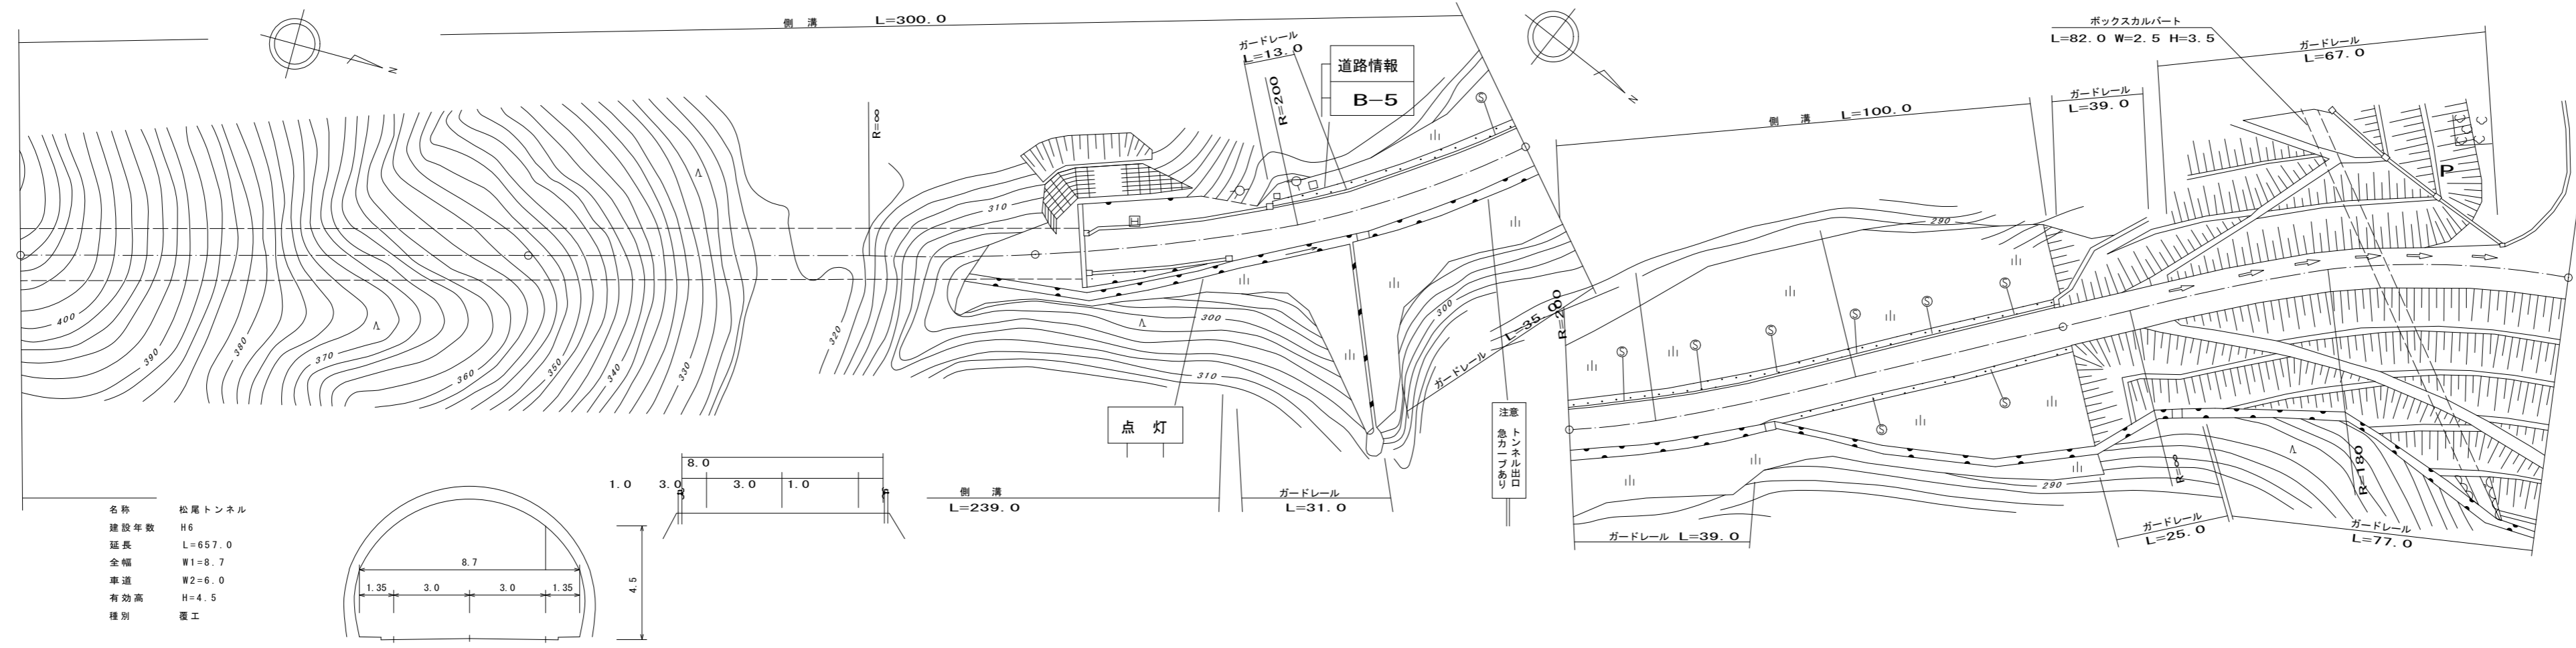 側 溝 L=300.0
N
ガードレール
L=13.0
R=200
道路情報
B-5
R=∞
310
400
390
380
370
360
350
340
330
320
300
310
300
点 灯
側 溝
L=239.0
ガードレール
L=31.0
ガードレール L=35.0
注意
トンネル出口
急カーブあり
名称 松尾トンネル
建設年数 H6
延長 L=657.0
全幅 W1=8.7
車道 W2=6.0
有効高 H=4.5
種別 覆工
8.7
1.35 3.0 3.0 1.35
4.5
8.0
1.0 3.0 3.0 1.0
N
ボックスカルバート
L=82.0 W=2.5 H=3.5
ガードレール
L=67.0
ガードレール
L=39.0
側 溝 L=100.0
P
290
R=200
S
S
S
S
S
S
S
S
290
R=∞
R=180
ガードレール L=39.0
ガードレール
L=25.0
ガードレール
L=77.0